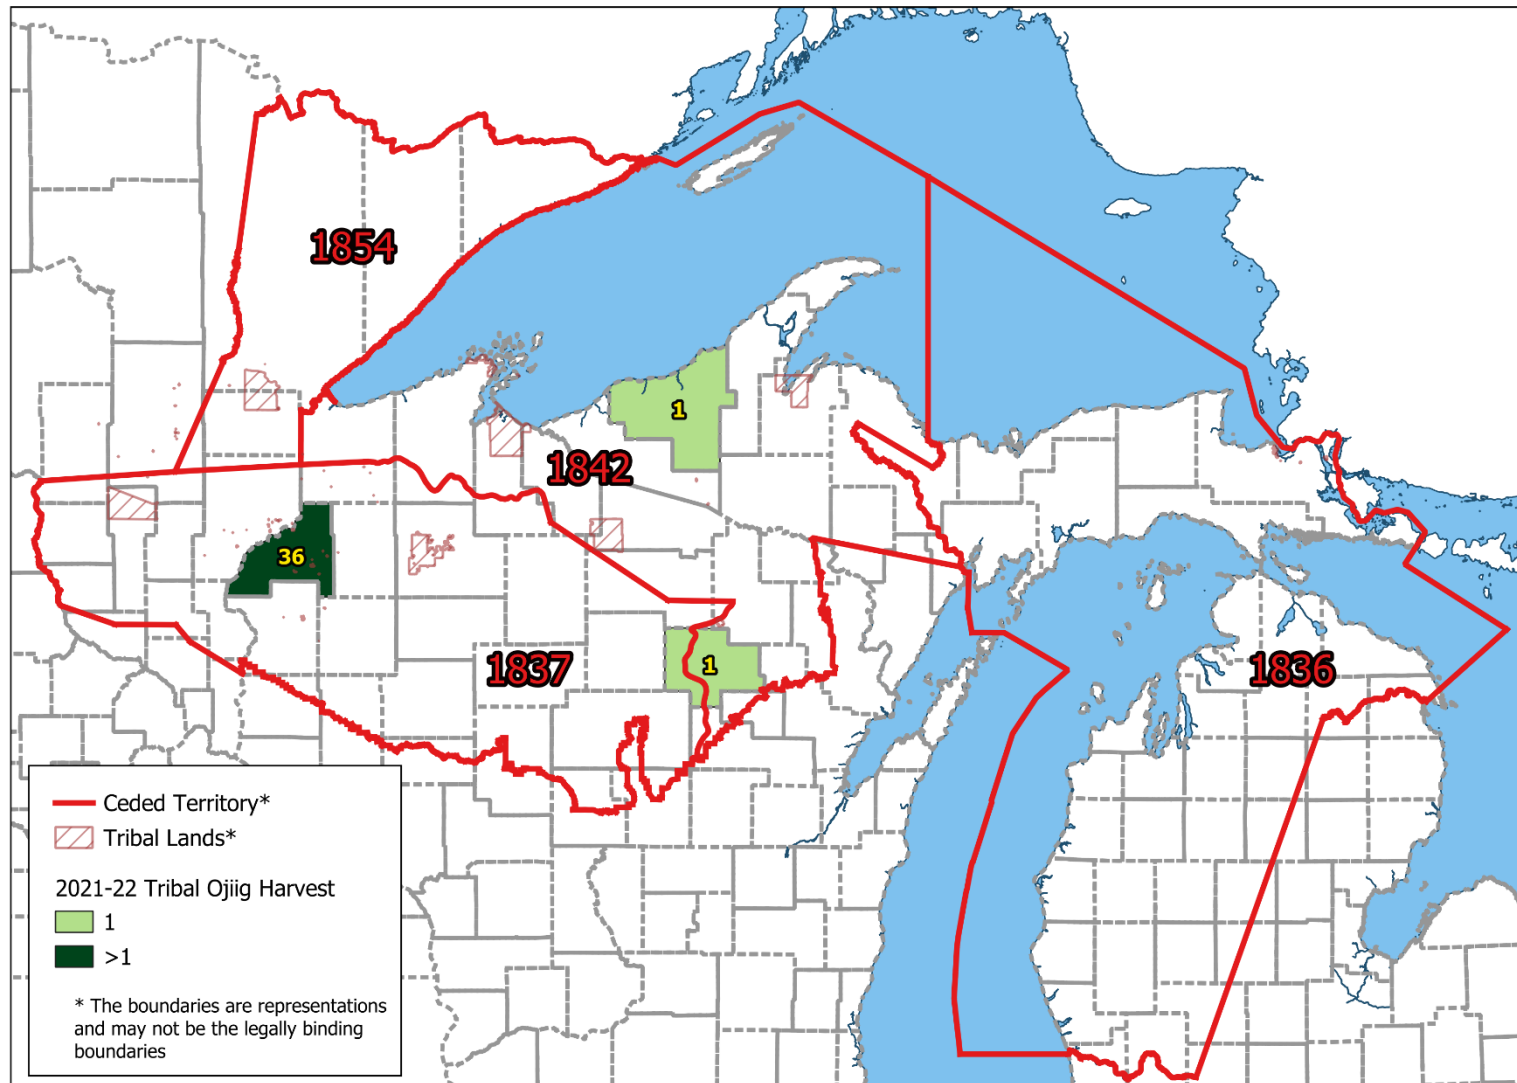 1854
1
1842
36
1837
1
1836
Ceded Territory*
Tribal Lands*
2021-22 Tribal Ojiig Harvest
1
>1
* The boundaries are representations
and may not be the legally binding
boundaries